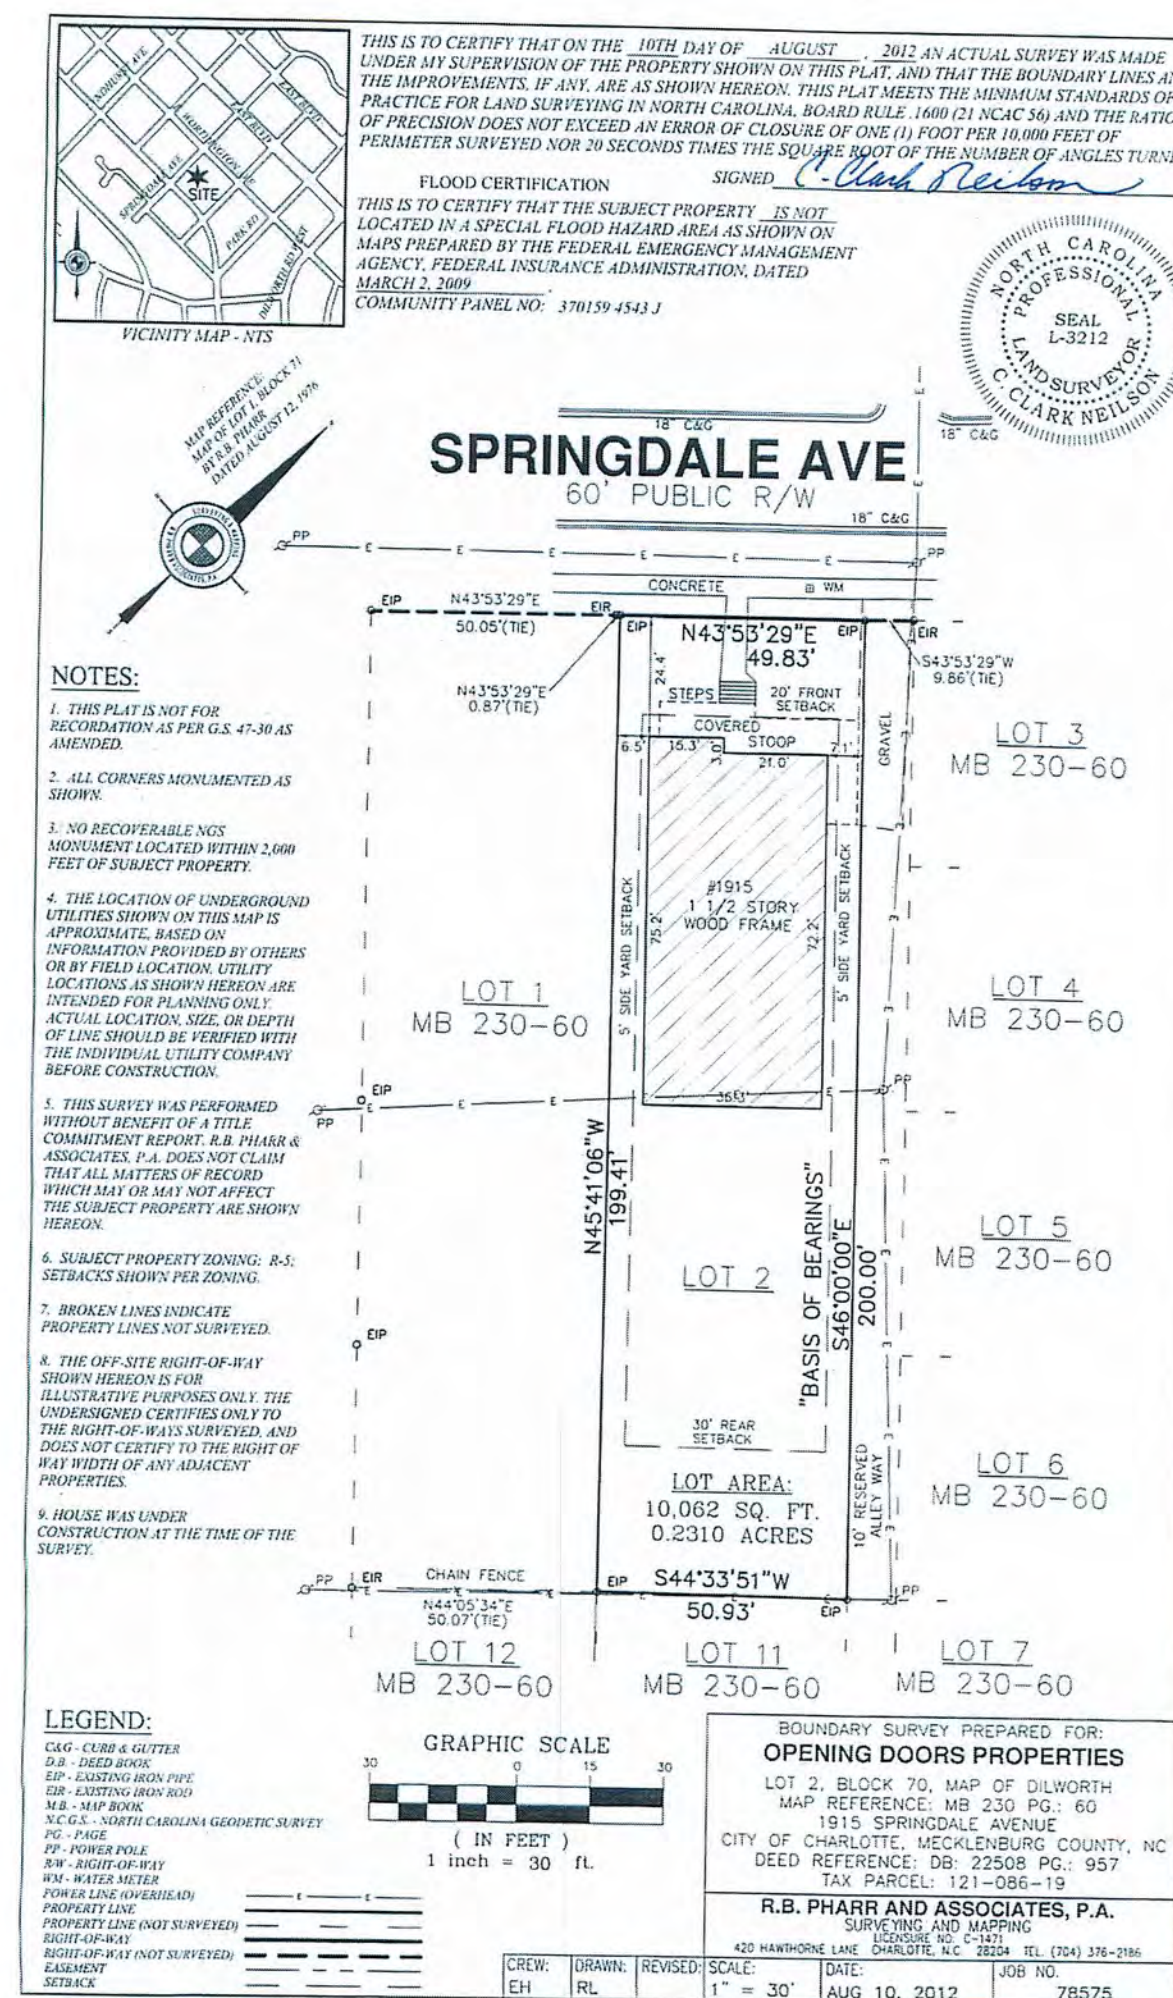 THIS IS TO CERTIFY THAT ON THE 10TH DAY OF AUGUST , 2012 AN ACTUAL SURVEY WAS MADE
UNDER MY SUPERVISION OF THE PROPERTY SHOWN ON THIS PLAT, AND THAT THE BOUNDARY LINES
THE IMPROVEMENTS, IF ANY, ARE AS SHOWN HEREON. THIS PLAT MEETS THE MINIMUM STANDARDS OF
PRACTICE FOR LAND SURVEYING IN NORTH CAROLINA, BOARD RULE .1600 (21 NCAC 56) AND THE RATIO
OF PRECISION DOES NOT EXCEED AN ERROR OF CLOSURE OF ONE (1) FOOT PER 10,000 FEET OF
PERIMETER SURVEYED NOR 20 SECONDS TIMES THE SQUARE ROOT OF THE NUMBER OF ANGLES TURNE
SIGNED C. Clark Neilson
FLOOD CERTIFICATION
THIS IS TO CERTIFY THAT THE SUBJECT PROPERTY IS NOT
LOCATED IN A SPECIAL FLOOD HAZARD AREA AS SHOWN ON
MAPS PREPARED BY THE FEDERAL EMERGENCY MANAGEMENT
AGENCY, FEDERAL INSURANCE ADMINISTRATION, DATED
MARCH 2, 2009 .
COMMUNITY PANEL NO: 370159 4543 J
EAST BLVD
EAST BLVD
WORTHINGTON AVE
SPRINGDALE AVE
SITE
PARK RD
DILWORTH RD WEST
VICINITY MAP - NTS
NORTH CAROLINA
PROFESSIONAL
SEAL
L-3212
LAND SURVEYOR
C. CLARK NEILSON
MAP REFERENCE:
MAP OF LOT 1, BLOCK 71
BY R.B. PHARR
DATED AUGUST 12, 1976
18" C&G
18" C&G
SPRINGDALE AVE
60' PUBLIC R/W
18" C&G
PP
E E E E E E
PP
CONCRETE
WM
EIP
N43°53'29"E
50.05'(TIE)
EIR
EIP
N43°53'29"E
49.83'
EIP
EIR
S43°53'29"W
9.86'(TIE)
N43°53'29"E
0.87'(TIE)
24.4'
STEPS
20' FRONT
SETBACK
COVERED
STOOP
6.5'
15.3'
3.0'
21.0'
7.1'
GRAVEL
LOT 3
MB 230-60
#1915
1 1/2 STORY
WOOD FRAME
75.2'
72.2'
5' SIDE YARD SETBACK
5' SIDE YARD SETBACK
36.3'
LOT 1
MB 230-60
LOT 4
MB 230-60
EIP
PP
PP
N45°41'06"W
199.41'
"BASIS OF BEARINGS"
S46°00'00"E
200.00'
LOT 2
LOT 5
MB 230-60
EIP
30' REAR
SETBACK
LOT AREA:
10,062 SQ. FT.
0.2310 ACRES
10' RESERVED
ALLEY WAY
LOT 6
MB 230-60
PP
EIR
CHAIN FENCE
N44°05'34"E
50.07'(TIE)
EIP
S44°33'51"W
50.93'
EIP
PP
LOT 12
MB 230-60
LOT 11
MB 230-60
LOT 7
MB 230-60
NOTES:
1. THIS PLAT IS NOT FOR
RECORDATION AS PER G.S. 47-30 AS
AMENDED.
2. ALL CORNERS MONUMENTED AS
SHOWN.
3. NO RECOVERABLE NGS
MONUMENT LOCATED WITHIN 2,000
FEET OF SUBJECT PROPERTY.
4. THE LOCATION OF UNDERGROUND
UTILITIES SHOWN ON THIS MAP IS
APPROXIMATE, BASED ON
INFORMATION PROVIDED BY OTHERS
OR BY FIELD LOCATION. UTILITY
LOCATIONS AS SHOWN HEREON ARE
INTENDED FOR PLANNING ONLY.
ACTUAL LOCATION, SIZE, OR DEPTH
OF LINE SHOULD BE VERIFIED WITH
THE INDIVIDUAL UTILITY COMPANY
BEFORE CONSTRUCTION.
5. THIS SURVEY WAS PERFORMED
WITHOUT BENEFIT OF A TITLE
COMMITMENT REPORT. R.B. PHARR &
ASSOCIATES, P.A. DOES NOT CLAIM
THAT ALL MATTERS OF RECORD
WHICH MAY OR MAY NOT AFFECT
THE SUBJECT PROPERTY ARE SHOWN
HEREON.
6. SUBJECT PROPERTY ZONING: R-5;
SETBACKS SHOWN PER ZONING.
7. BROKEN LINES INDICATE
PROPERTY LINES NOT SURVEYED.
8. THE OFF-SITE RIGHT-OF-WAY
SHOWN HEREON IS FOR
ILLUSTRATIVE PURPOSES ONLY. THE
UNDERSIGNED CERTIFIES ONLY TO
THE RIGHT-OF-WAYS SURVEYED, AND
DOES NOT CERTIFY TO THE RIGHT OF
WAY WIDTH OF ANY ADJACENT
PROPERTIES.
9. HOUSE WAS UNDER
CONSTRUCTION AT THE TIME OF THE
SURVEY.
LEGEND:
C&G - CURB & GUTTER
D.B. - DEED BOOK
EIP - EXISTING IRON PIPE
EIR - EXISTING IRON ROD
M.B. - MAP BOOK
N.C.G.S. - NORTH CAROLINA GEODETIC SURVEY
PG. - PAGE
PP - POWER POLE
R/W - RIGHT-OF-WAY
WM - WATER METER
POWER LINE (OVERHEAD) E E
PROPERTY LINE
PROPERTY LINE (NOT SURVEYED)
RIGHT-OF-WAY
RIGHT-OF-WAY (NOT SURVEYED)
EASEMENT
SETBACK
GRAPHIC SCALE
30 0 15 30
( IN FEET )
1 inch = 30 ft.
BOUNDARY SURVEY PREPARED FOR:
OPENING DOORS PROPERTIES
LOT 2, BLOCK 70, MAP OF DILWORTH
MAP REFERENCE: MB 230 PG.: 60
1915 SPRINGDALE AVENUE
CITY OF CHARLOTTE, MECKLENBURG COUNTY, NC
DEED REFERENCE: DB: 22508 PG.: 957
TAX PARCEL: 121-086-19
R.B. PHARR AND ASSOCIATES, P.A.
SURVEYING AND MAPPING
LICENSURE NO: C-1471
420 HAWTHORNE LANE CHARLOTTE, N.C. 28204 TEL. (704) 376-2186
CREW: DRAWN: REVISED: SCALE: DATE: JOB NO.
EH RL 1" = 30' AUG 10, 2012 78575